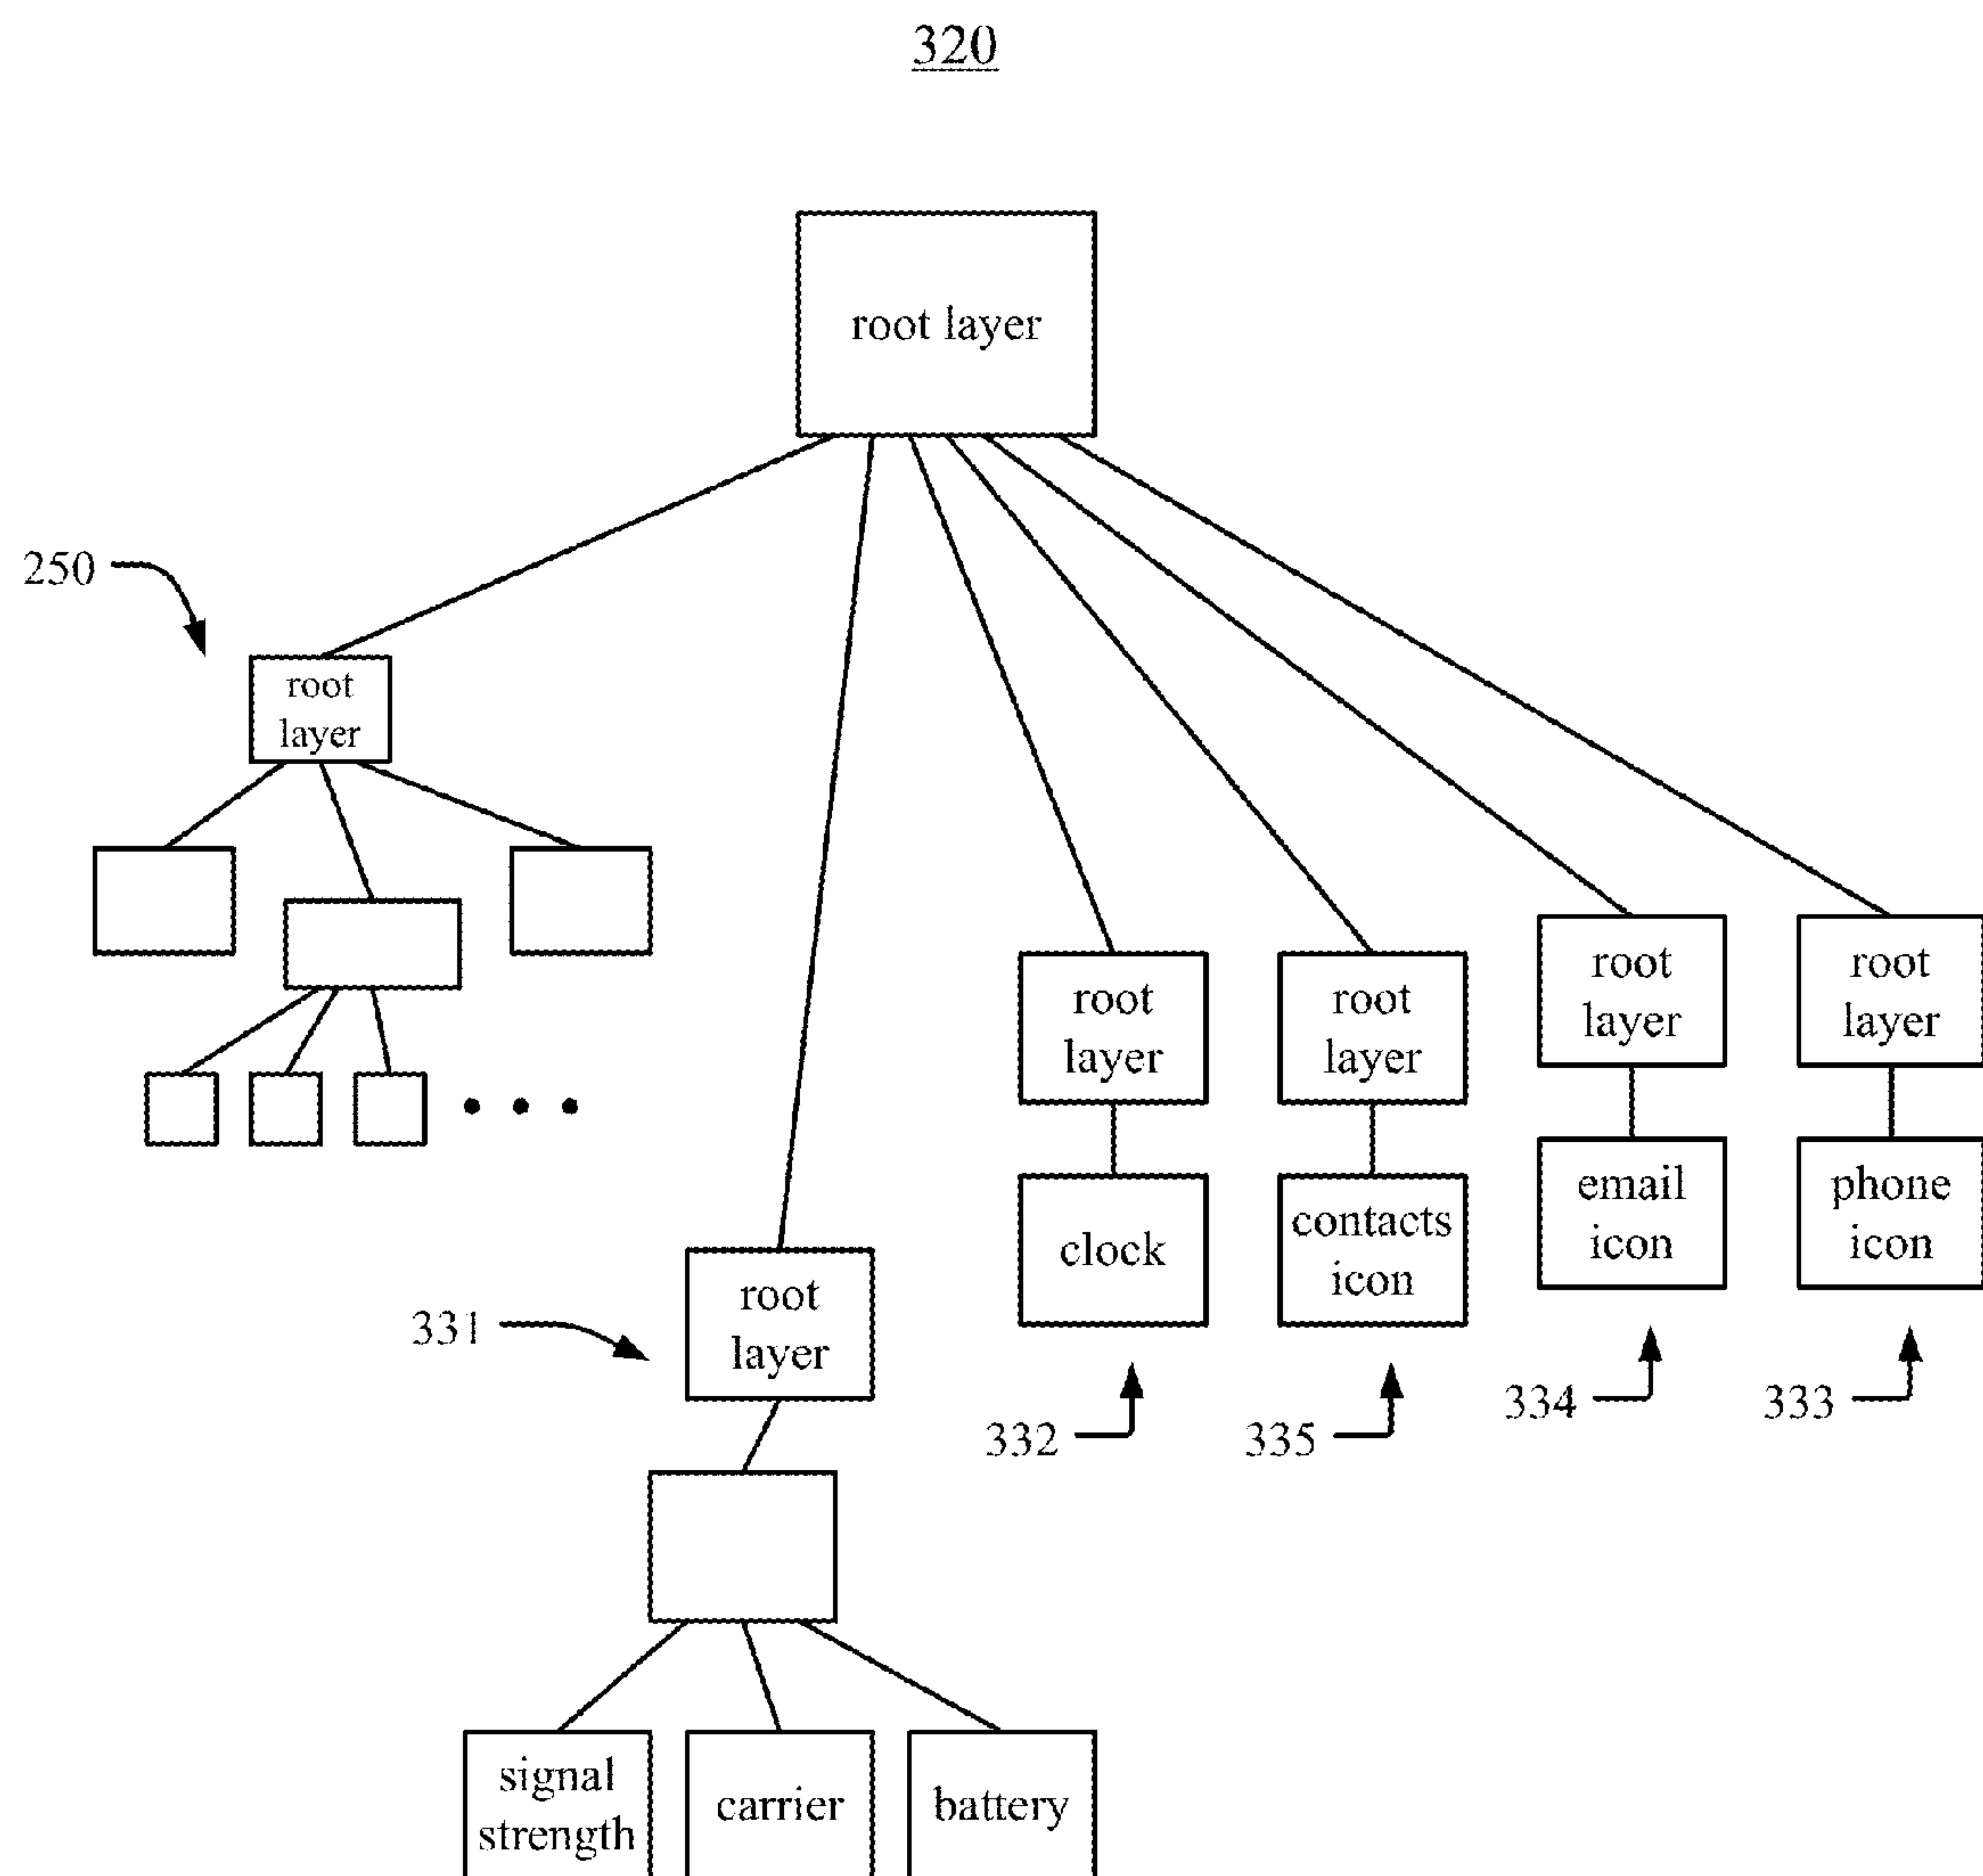 320
root layer
250
root
layer
root
layer
root
layer
root
layer
root
layer
clock
contacts
icon
email
icon
phone
icon
331
root
layer
332
335
334
333
signal
strength
carrier
battery